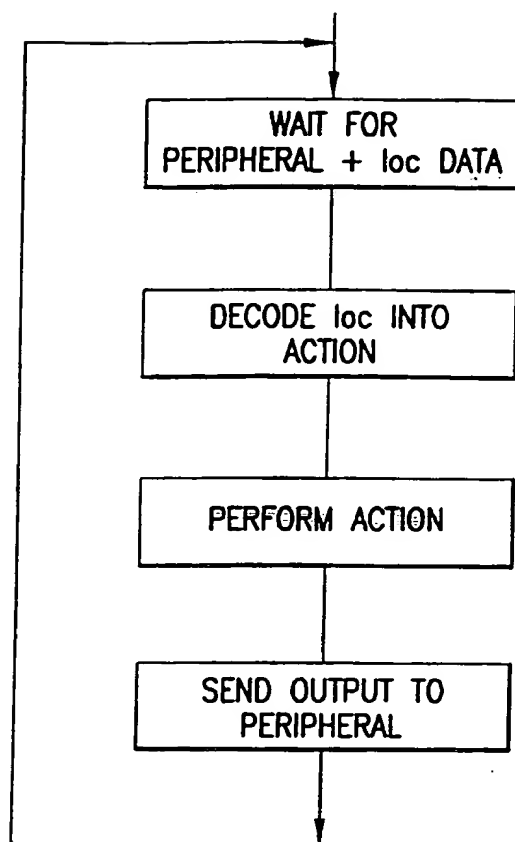 WAIT FOR
PERIPHERAL + loc DATA
DECODE loc INTO
ACTION
PERFORM ACTION
SEND OUTPUT TO
PERIPHERAL